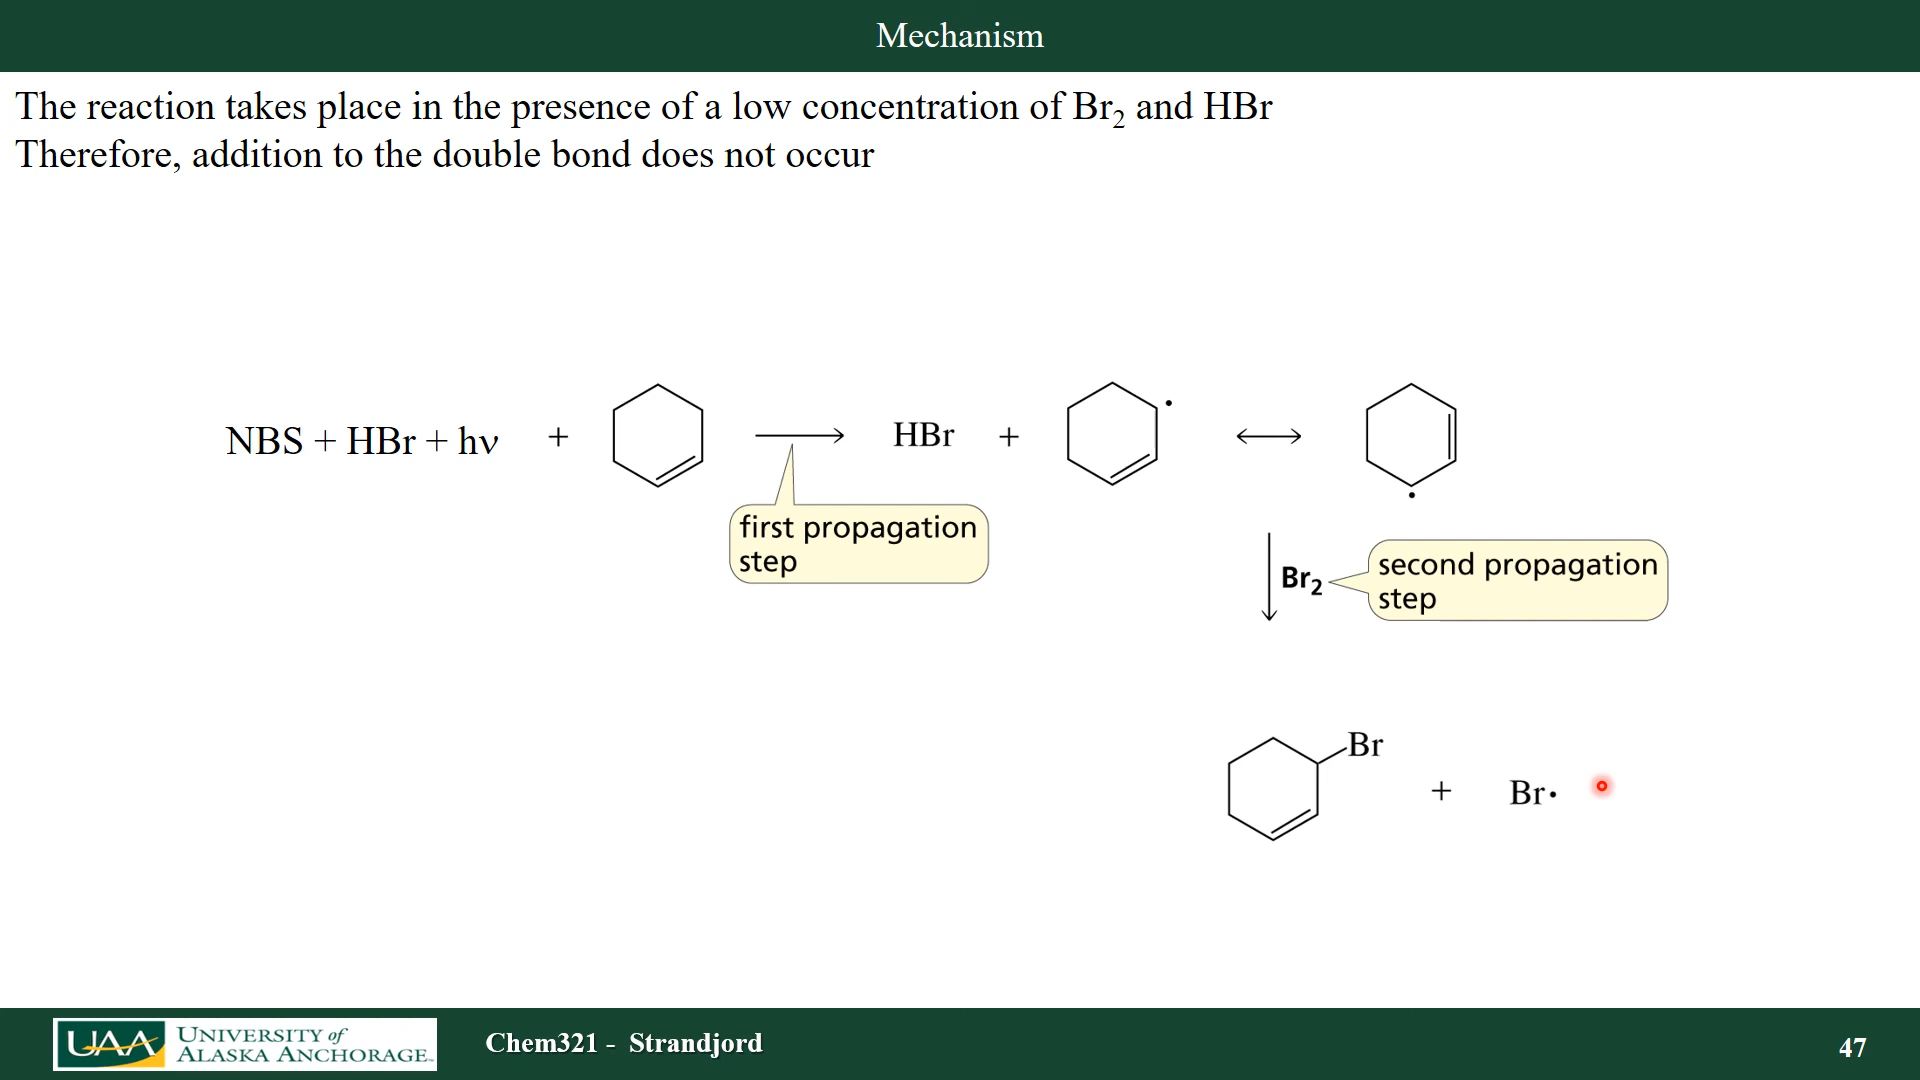 Mechanism
The reaction takes place in the presence of a low concentration of Br₂ and HBr
Therefore, addition to the double bond does not occur
NBS + HBr + hν + HBr +
first propagation
step
Br₂
second propagation
step
Br
+ Br·
UAA UNIVERSITY of
ALASKA ANCHORAGE™
Chem321 - Strandjord
47